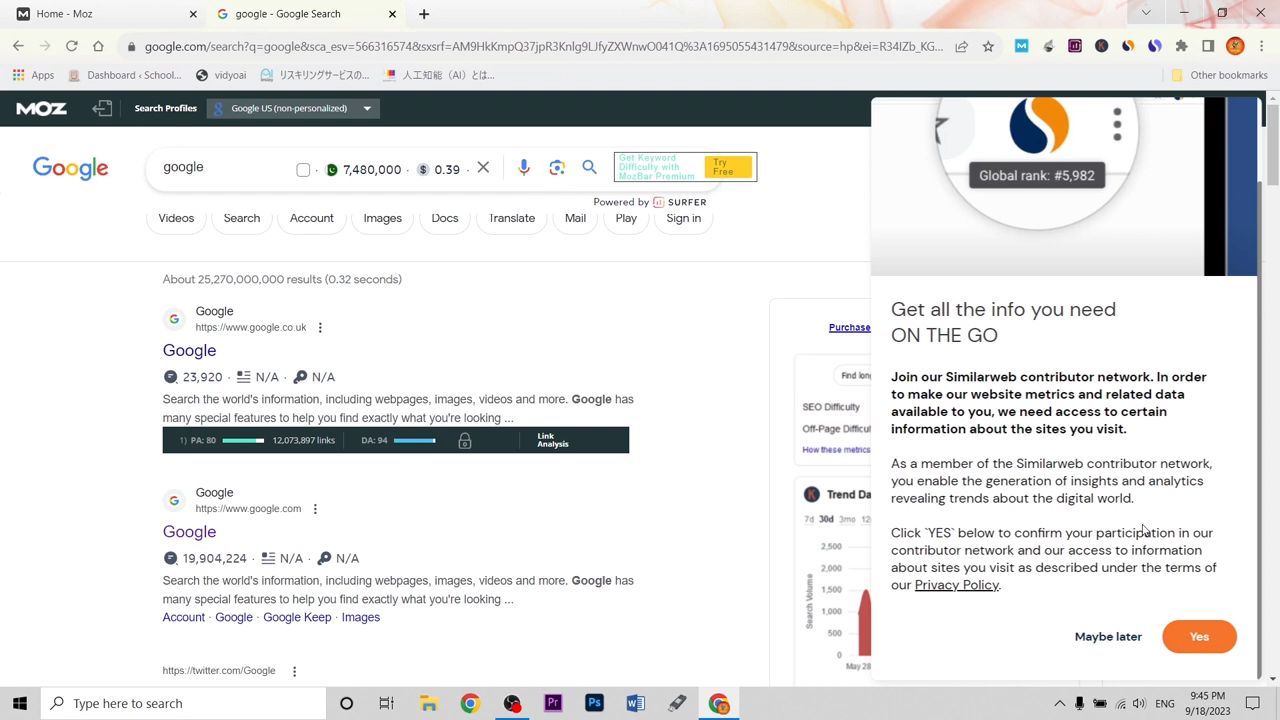 Home - Moz
google - Google Search
google.com/search?q=google&sca_esv=566316574&sxsrf=AM9HkKmpQ37jpR3Knlg9LJfyZXWnwO041Q%3A1695055431479&source=hp&ei=R34IZb_KG...
Apps
Dashboard ‹ School...
vidyoai
リスキリングサービスの...
人工知能（AI）とは...
Other bookmarks
MOZ
Search Profiles
Google US (non-personalized)
Google
google
7,480,000
0.39
Get Keyword
Difficulty with
MozBar Premium
Try
Free
Powered by SURFER
Videos
Search
Account
Images
Docs
Translate
Mail
Play
Sign in
About 25,270,000,000 results (0.32 seconds)
Google
https://www.google.co.uk
Google
23,920 N/A N/A
Search the world's information, including webpages, images, videos and more. Google has
many special features to help you find exactly what you're looking ...
1) PA: 80 12,073,897 links DA: 94 Link
Analysis
Google
https://www.google.com
Google
19,904,224 N/A N/A
Search the world's information, including webpages, images, videos and more. Google has
many special features to help you find exactly what you're looking ...
Account · Google · Google Keep · Images
https://twitter.com/Google
Purchase
Find lon
SEO Difficulty
Off-Page Difficu
How these metrics
Trend Da
7d 30d 3mo 12
Search Volume
2,500
2,000
1,500
1,000
500
0
May 28
Global rank: #5,982
Get all the info you need
ON THE GO
Join our Similarweb contributor network. In order
to make our website metrics and related data
available to you, we need access to certain
information about the sites you visit.
As a member of the Similarweb contributor network,
you enable the generation of insights and analytics
revealing trends about the digital world.
Click `YES` below to confirm your participation in our
contributor network and our access to information
about sites you visit as described under the terms of
our Privacy Policy.
Maybe later
Yes
Type here to search
ENG
9:45 PM
9/18/2023